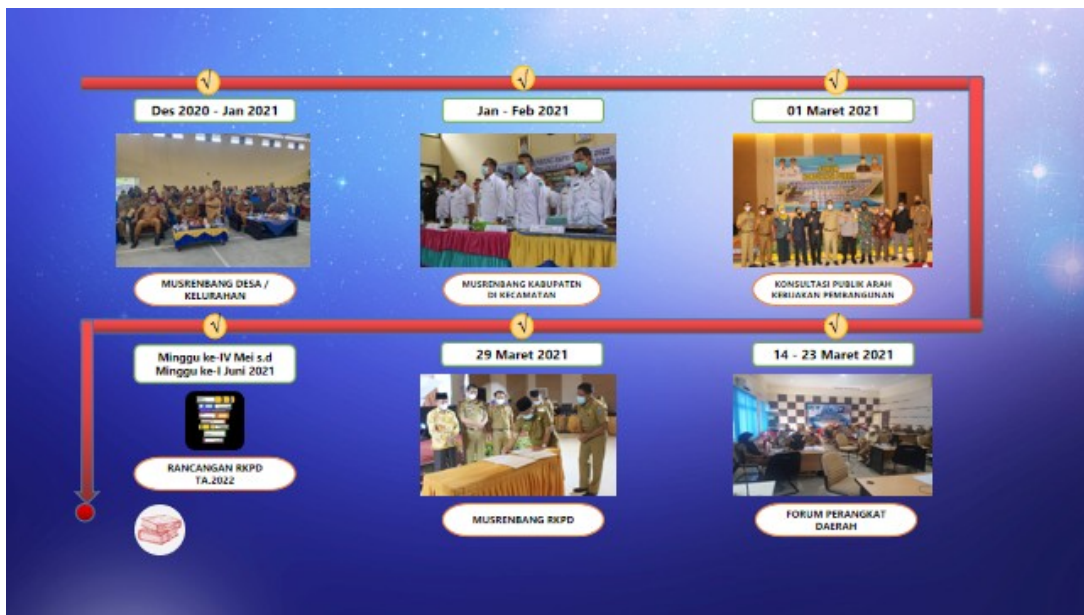 Des 2020 - Jan 2021
Jan - Feb 2021
01 Maret 2021
MUSRENBANG DESA /
KELURAHAN
MUSRENBANG KABUPATEN
DI KECAMATAN
KONSULTASI PUBLIK ARAH
KEBIJAKAN PEMBANGUNAN
Minggu ke-IV Mei s.d
Minggu ke-I Juni 2021
29 Maret 2021
14 - 23 Maret 2021
RANCANGAN RKPD
TA.2022
MUSRENBANG RKPD
FORUM PERANGKAT
DAERAH